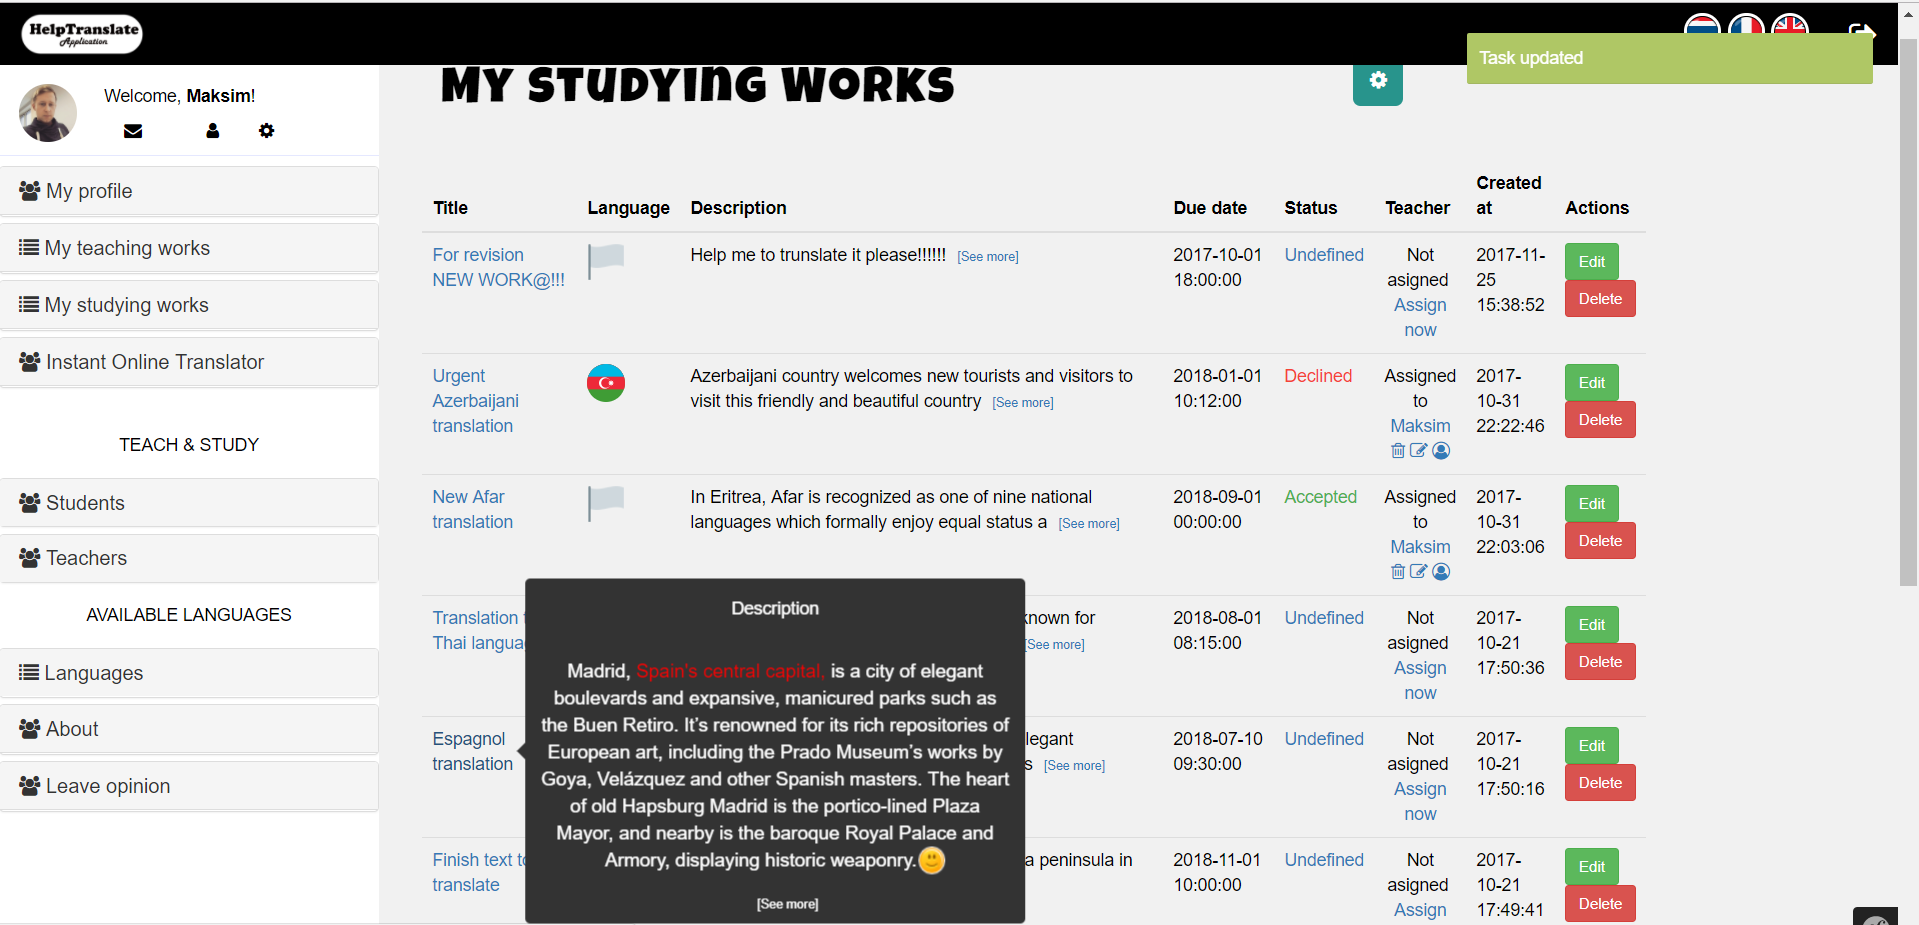 HelpTranslate
Application
Task updated
Welcome, Maksim!
My profile
My teaching works
My studying works
Instant Online Translator
TEACH & STUDY
Students
Teachers
AVAILABLE LANGUAGES
Languages
About
Leave opinion
My studying works
Title Language Description Due date Status Teacher Created at Actions
For revision
NEW WORK@!!!
Help me to trunslate it please!!!!!! [See more]
2017-10-01
18:00:00
Undefined
Not
asigned
Assign
now
2017-11-
25
15:38:52
Edit
Delete
Urgent
Azerbaijani
translation
Azerbaijani country welcomes new tourists and visitors to
visit this friendly and beautiful country [See more]
2018-01-01
10:12:00
Declined
Assigned
to
Maksim
2017-
10-31
22:22:46
Edit
Delete
New Afar
translation
In Eritrea, Afar is recognized as one of nine national
languages which formally enjoy equal status a [See more]
2018-09-01
00:00:00
Accepted
Assigned
to
Maksim
2017-
10-31
22:03:06
Edit
Delete
Translation
Thai
known for
[See more]
2018-08-01
08:15:00
Undefined
Not
asigned
Assign
now
2017-
10-21
17:50:36
Edit
Delete
Espagnol
translation
[See more]
2018-07-10
09:30:00
Undefined
Not
asigned
Assign
now
2017-
10-21
17:50:16
Edit
Delete
Finish text to
translate
a peninsula in
2018-11-01
10:00:00
Undefined
Not
asigned
Assign
2017-
10-21
17:49:41
Edit
Delete
Description
Madrid, Spain's central capital, is a city of elegant
boulevards and expansive, manicured parks such as
the Buen Retiro. It’s renowned for its rich repositories of
European art, including the Prado Museum’s works by
Goya, Velázquez and other Spanish masters. The heart
of old Hapsburg Madrid is the portico-lined Plaza
Mayor, and nearby is the baroque Royal Palace and
Armory, displaying historic weaponry.
[See more]